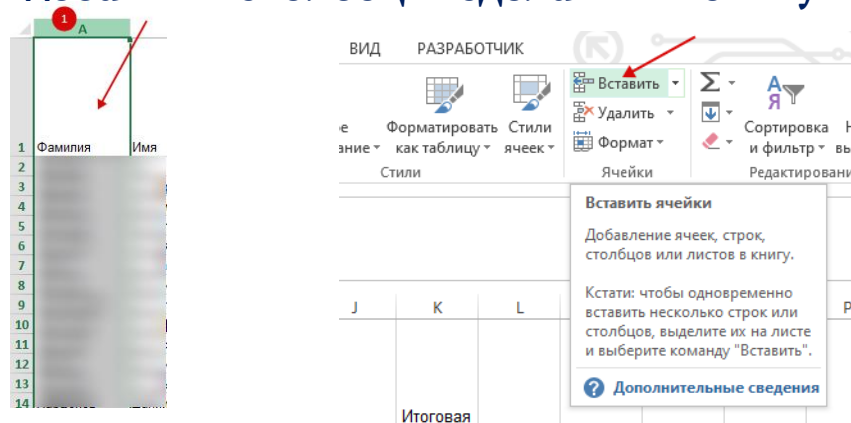 1
A
1 Фамилия Имя
2
3
4
5
6
7
8
9
10
11
12
13
14
ВИД РАЗРАБОТЧИК
Вставить
Удалить
Формат
Ячейки
Форматировать
как таблицу
Стили
ячеек
Стили
Сортировка
и фильтр
Редактирован
Вставить ячейки
Добавление ячеек, строк,
столбцов или листов в книгу.
Кстати: чтобы одновременно
вставить несколько строк или
столбцов, выделите их на листе
и выберите команду "Вставить".
Дополнительные сведения
J K L P
Итоговая